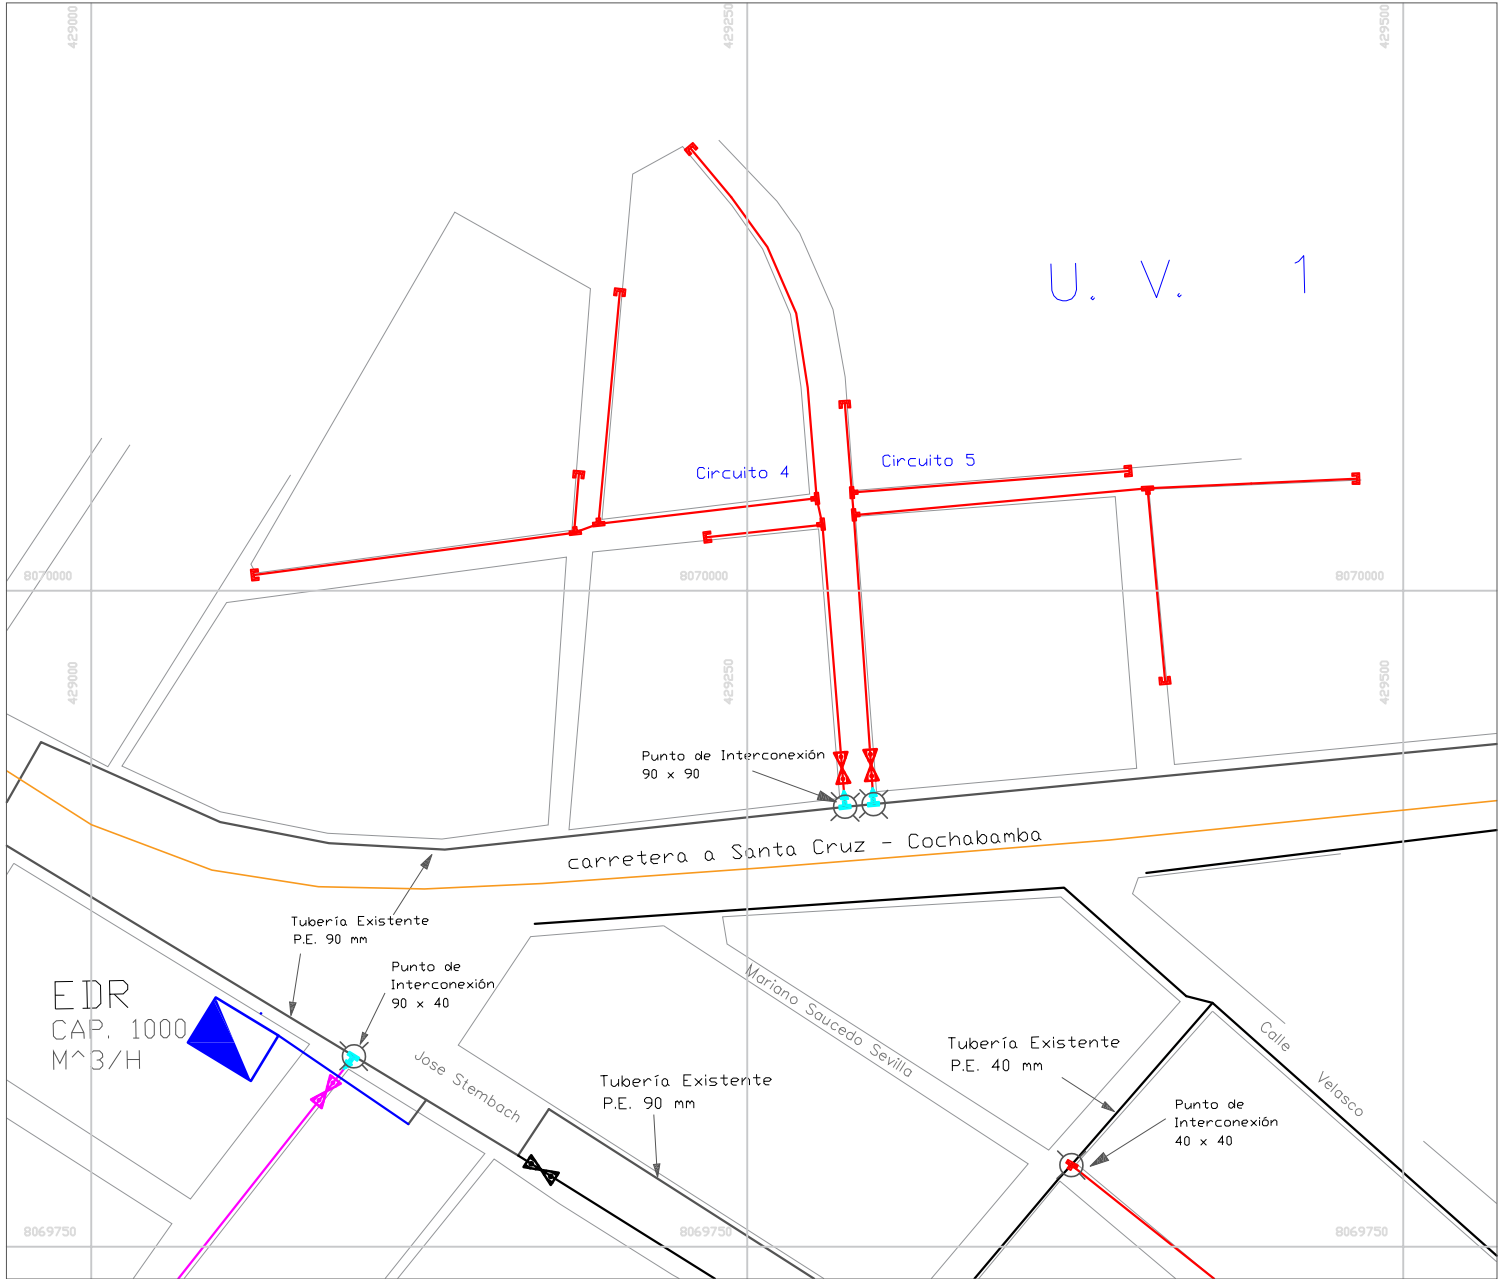 429000
429250
429500
U. V. 1
Circuito 4
Circuito 5
8070000
8070000
8070000
429000
429250
429500
Punto de Interconexión
90 x 90
carretera a Santa Cruz - Cochabamba
Tubería Existente
P.E. 90 mm
Punto de
Interconexión
90 x 40
EDR
CAP. 1000
M^3/H
Jose Stembach
Mariano Saucedo Sevilla
Tubería Existente
P.E. 90 mm
Tubería Existente
P.E. 40 mm
Calle
Velasco
Punto de
Interconexión
40 x 40
8069750
8069750
8069750